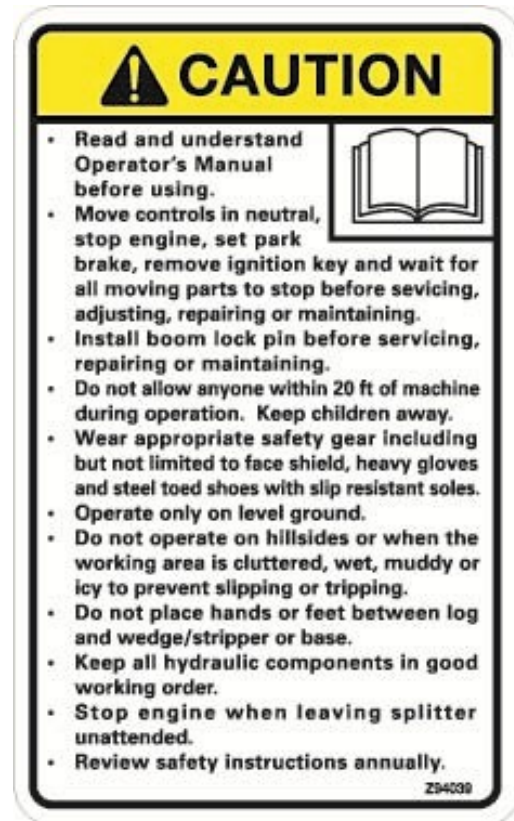 CAUTION
• Read and understand
Operator's Manual
before using.
• Move controls in neutral,
stop engine, set park
brake, remove ignition key and wait for
all moving parts to stop before sevicing,
adjusting, repairing or maintaining.
• Install boom lock pin before servicing,
repairing or maintaining.
• Do not allow anyone within 20 ft of machine
during operation. Keep children away.
• Wear appropriate safety gear including
but not limited to face shield, heavy gloves
and steel toed shoes with slip resistant soles.
• Operate only on level ground.
• Do not operate on hillsides or when the
working area is cluttered, wet, muddy or
icy to prevent slipping or tripping.
• Do not place hands or feet between log
and wedge/stripper or base.
• Keep all hydraulic components in good
working order.
• Stop engine when leaving splitter
unattended.
• Review safety instructions annually.
Z94039